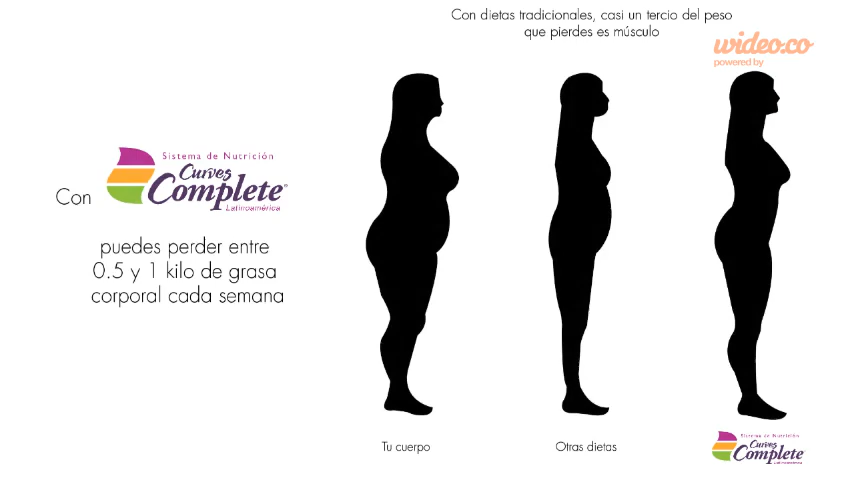 Con dietas tradicionales, casi un tercio del peso
que pierdes es músculo
wideo.co
powered by
Con
Sistema de Nutrición
Curves
Complete®
Latinoamérica
puedes perder entre
0.5 y 1 kilo de grasa
corporal cada semana
Tu cuerpo
Otras dietas
Sistema de Nutrición
Curves
Complete
Latinoamérica